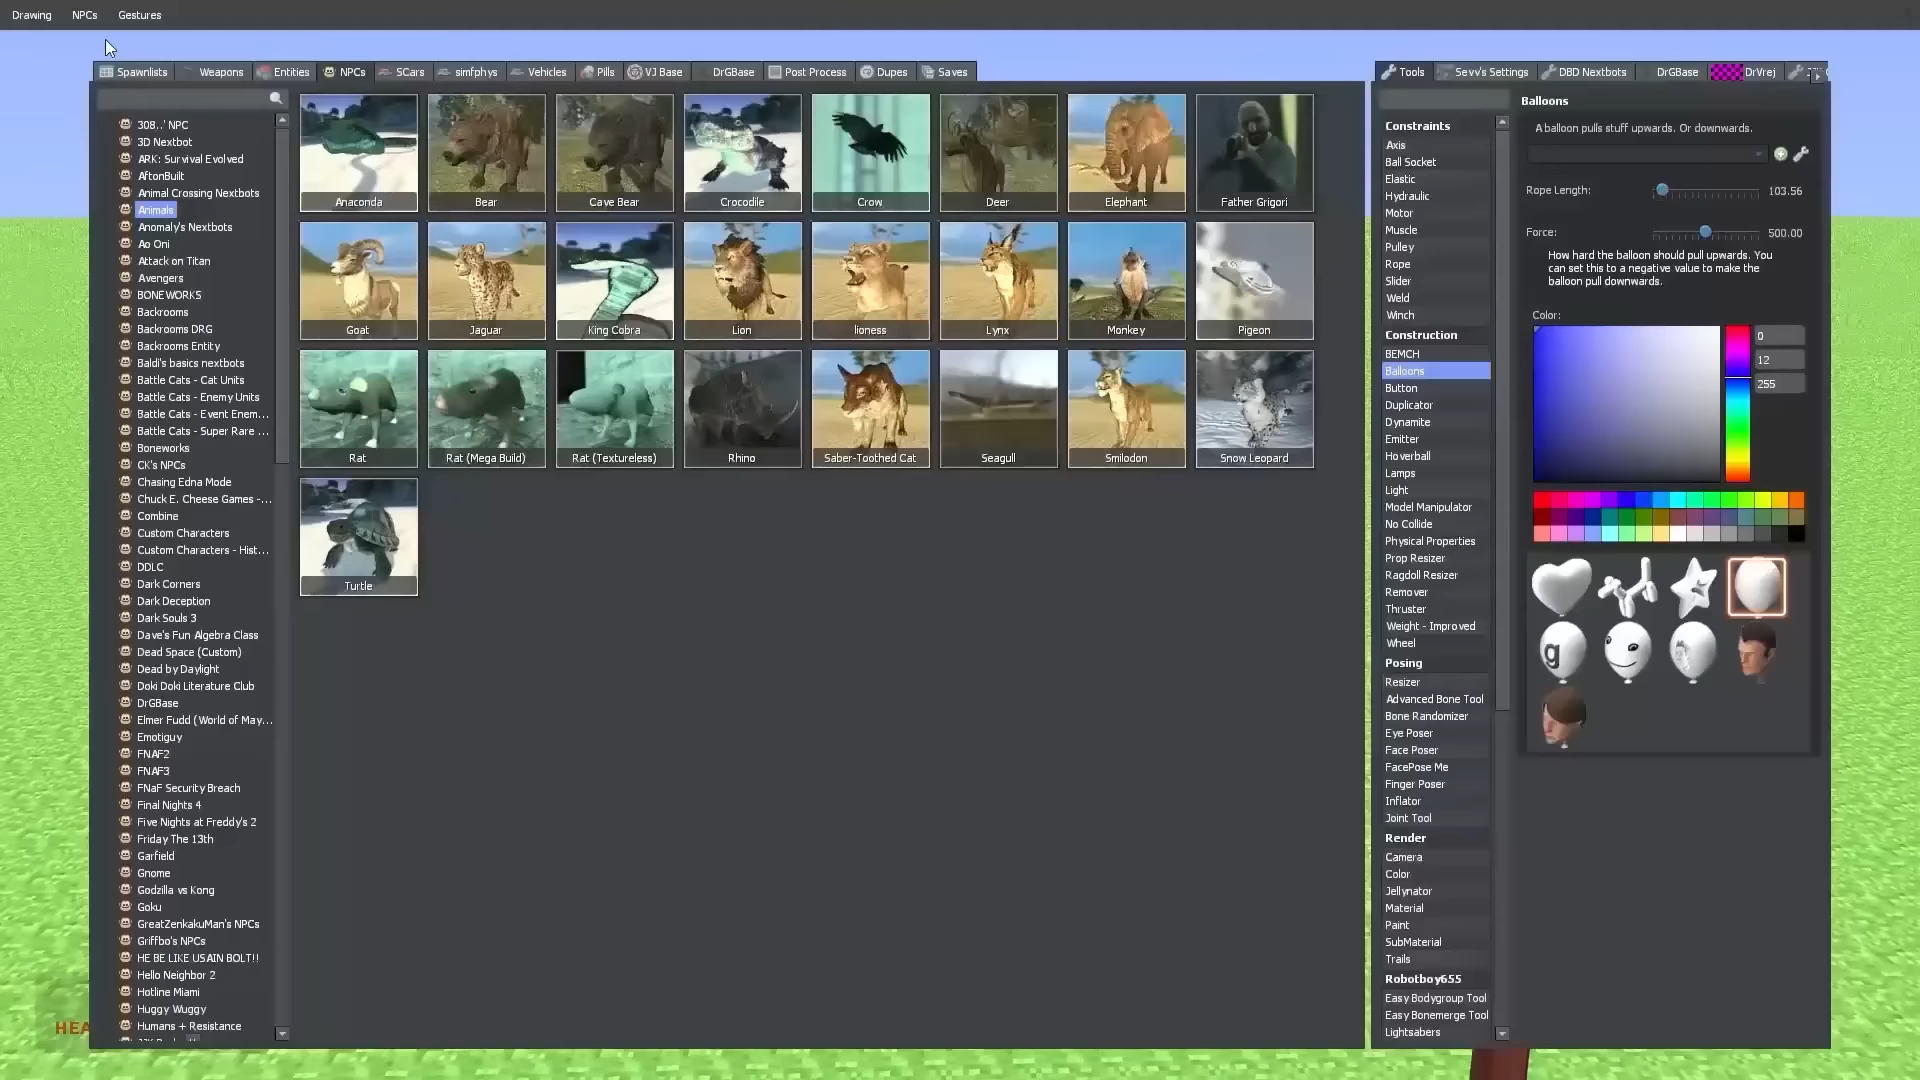 Drawing NPCs Gestures
Spawnlists Weapons Entities NPCs SCars simfphys Vehicles Pills VJ Base DrGBase Post Process Dupes Saves
308..' NPC
3D Nextbot
ARK: Survival Evolved
AftonBuilt
Animal Crossing Nextbots
Animals
Anomaly's Nextbots
Ao Oni
Attack on Titan
Avengers
BONEWORKS
Backrooms
Backrooms DRG
Backrooms Entity
Baldi's basics nextbots
Battle Cats - Cat Units
Battle Cats - Enemy Units
Battle Cats - Event Enem...
Battle Cats - Super Rare ...
Boneworks
CK's NPCs
Chasing Edna Mode
Chuck E. Cheese Games -...
Combine
Custom Characters
Custom Characters - Hist...
DDLC
Dark Corners
Dark Deception
Dark Souls 3
Dave's Fun Algebra Class
Dead Space (Custom)
Dead by Daylight
Doki Doki Literature Club
DrGBase
Elmer Fudd (World of May...
Emotiguy
FNAF2
FNAF3
FNaF Security Breach
Final Nights 4
Five Nights at Freddy's 2
Friday The 13th
Garfield
Gnome
Godzilla vs Kong
Goku
GreatZenkakuMan's NPCs
Griffbo's NPCs
HE BE LIKE USAIN BOLT!!
Hello Neighbor 2
Hotline Miami
Huggy Wuggy
Humans + Resistance
HEA
Anaconda Bear Cave Bear Crocodile Crow Deer Elephant Father Grigori
Goat Jaguar King Cobra Lion lioness Lynx Monkey Pigeon
Rat Rat (Mega Build) Rat (Textureless) Rhino Saber-Toothed Cat Seagull Smilodon Snow Leopard
Turtle
Tools Sevv's Settings DBD Nextbots DrGBase DrVrej
Constraints
Axis
Ball Socket
Elastic
Hydraulic
Motor
Muscle
Pulley
Rope
Slider
Weld
Winch
Construction
BEMCH
Balloons
Button
Duplicator
Dynamite
Emitter
Hoverball
Lamps
Light
Model Manipulator
No Collide
Physical Properties
Prop Resizer
Ragdoll Resizer
Remover
Thruster
Weight - Improved
Wheel
Posing
Resizer
Advanced Bone Tool
Bone Randomizer
Eye Poser
Face Poser
FacePose Me
Finger Poser
Inflator
Joint Tool
Render
Camera
Color
Jellynator
Material
Paint
SubMaterial
Trails
Robotboy655
Easy Bodygroup Tool
Easy Bonemerge Tool
Lightsabers
Balloons
A balloon pulls stuff upwards. Or downwards.
Rope Length: 103.56
Force: 500.00
How hard the balloon should pull upwards. You
can set this to a negative value to make the
balloon pull downwards.
Color:
0
12
255
g